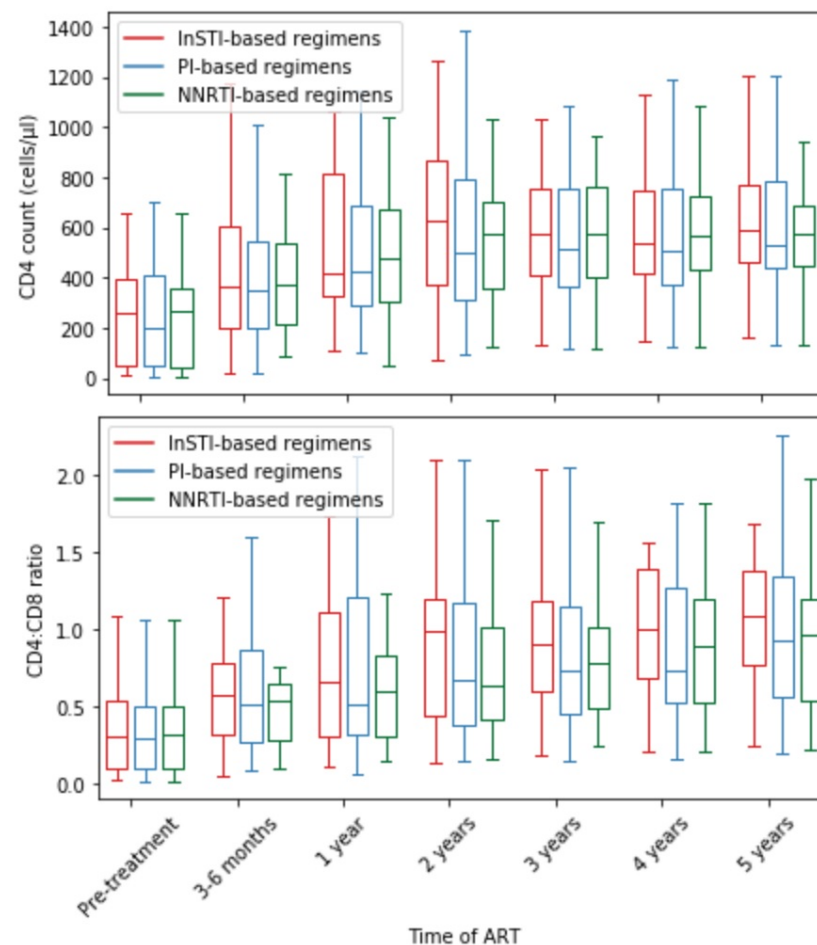 1400
1200
1000
800
600
400
200
0
CD4 count (cells/µl)
InSTI-based regimens
PI-based regimens
NNRTI-based regimens
2.0
1.5
1.0
0.5
0.0
CD4:CD8 ratio
InSTI-based regimens
PI-based regimens
NNRTI-based regimens
Pre-treatment
3-6 months
1 year
2 years
3 years
4 years
5 years
Time of ART